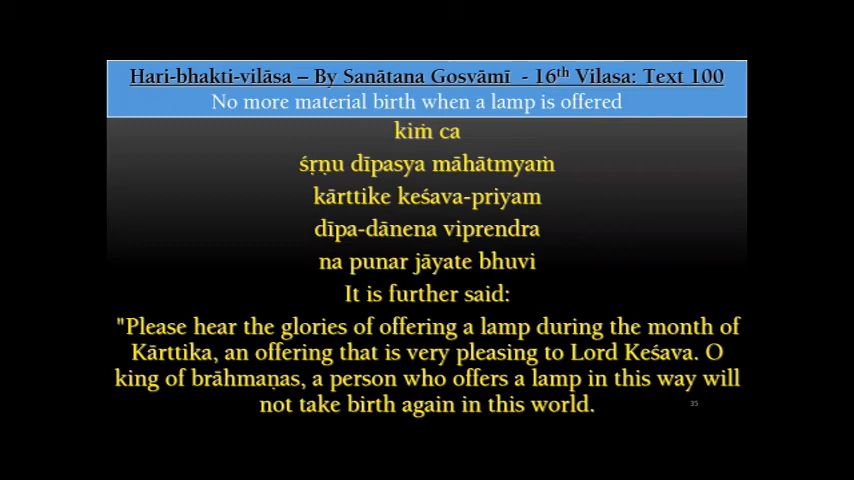 Hari-bhakti-vilāsa – By Sanātana Gosvāmī - 16th Vilasa: Text 100
No more material birth when a lamp is offered
kiṁ ca
śṛṇu dīpasya māhātmyaṁ
kārttike keśava-priyam
dīpa-dānena viprendra
na punar jāyate bhuvi
It is further said:
"Please hear the glories of offering a lamp during the month of
Kārttika, an offering that is very pleasing to Lord Keśava. O
king of brāhmaṇas, a person who offers a lamp in this way will
not take birth again in this world.
35